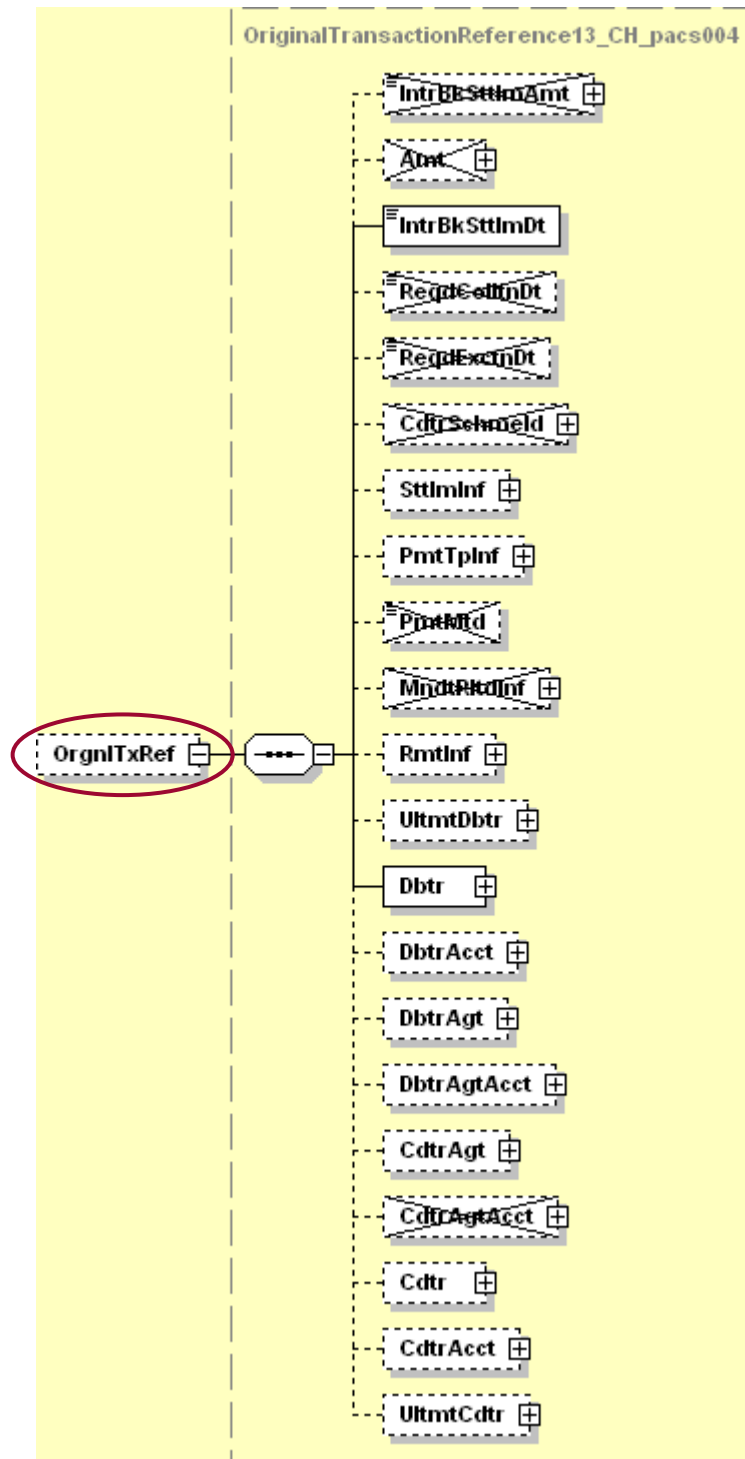 OriginalTransactionReference13_CH_pacs004
IntrBkSttlmAmt
Amt
IntrBkSttlmDt
ReqdColltnDt
ReqdExctnDt
CdtrSchmeId
SttlmInf
PmtTpInf
PmtMtd
MndtRltdInf
OrgnlTxRef
RmtInf
UltmtDbtr
Dbtr
DbtrAcct
DbtrAgt
DbtrAgtAcct
CdtrAgt
CdtrAgtAcct
Cdtr
CdtrAcct
UltmtCdtr